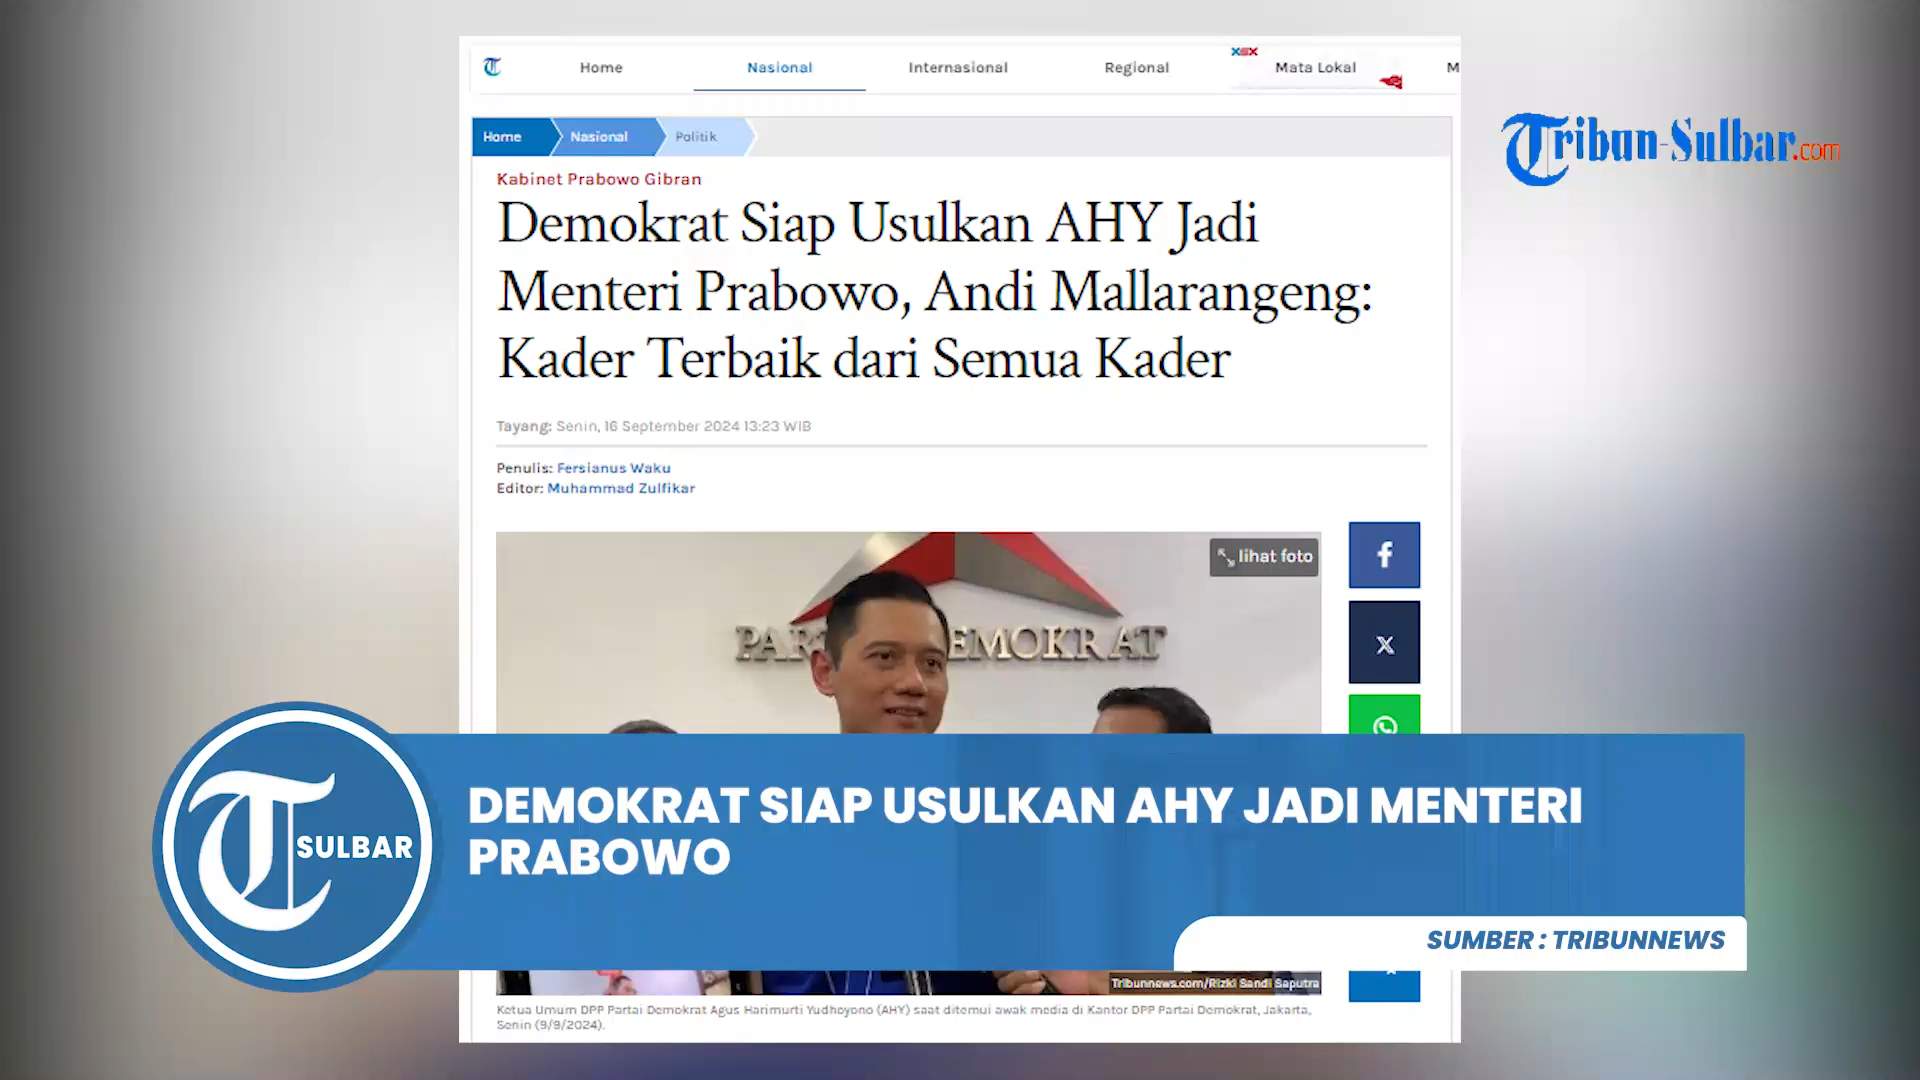 Home
Nasional
Internasional
Regional
Mata Lokal
M
Tribun-Sulbar.com
Home
Nasional
Politik
Kabinet Prabowo Gibran
Demokrat Siap Usulkan AHY Jadi
Menteri Prabowo, Andi Mallarangeng:
Kader Terbaik dari Semua Kader
Tayang: Senin, 16 September 2024 13:23 WIB
Penulis: Fersianus Waku
Editor: Muhammad Zulfikar
lihat foto
PARTAI DEMOKRAT
DEMOKRAT SIAP USULKAN AHY JADI MENTERI
PRABOWO
T SULBAR
SUMBER : TRIBUNNEWS
Tribunnews.com/Rizki Sandi Saputra
Ketua Umum DPP Partai Demokrat Agus Harimurti Yudhoyono (AHY) saat ditemui awak media di Kantor DPP Partai Demokrat, Jakarta,
Senin (9/9/2024).